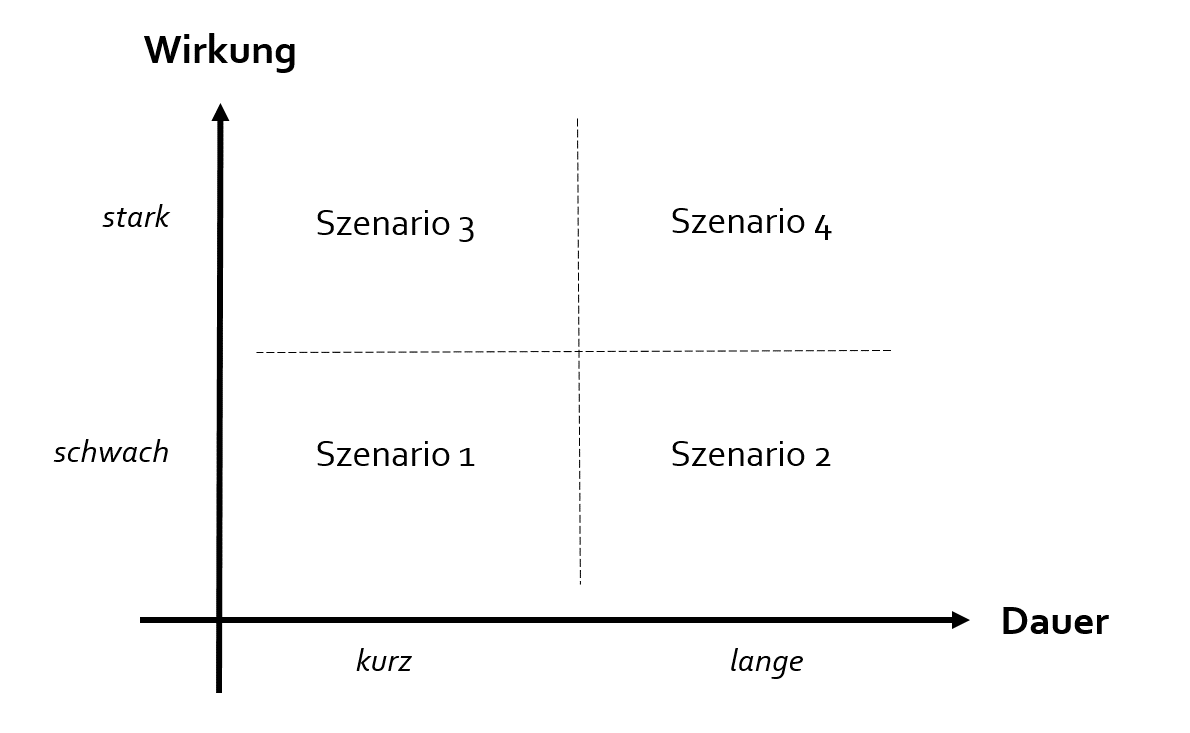 Wirkung
stark
Szenario 3
Szenario 4
schwach
Szenario 1
Szenario 2
Dauer
kurz
lange